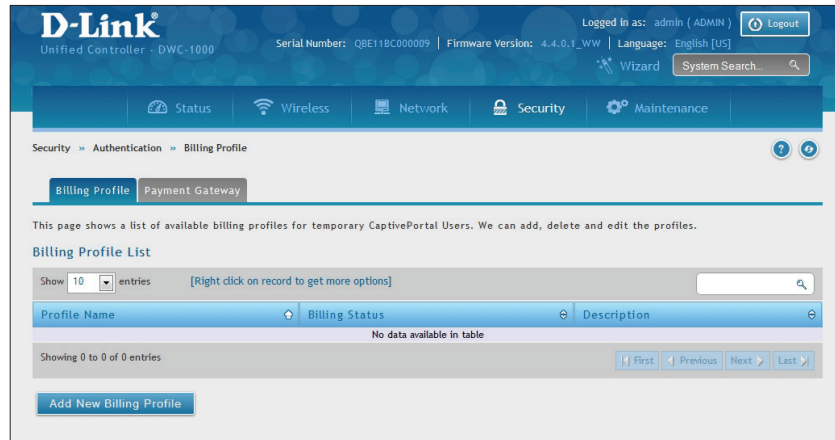 D-Link
Unified Controller - DWC-1000
Logged in as: admin ( ADMIN ) Logout
Serial Number: QBE11BC000009 | Firmware Version: 4.4.0.1_WW | Language: English [US]
Wizard System Search...
Status Wireless Network Security Maintenance
Security » Authentication » Billing Profile
Billing Profile Payment Gateway
This page shows a list of available billing profiles for temporary CaptivePortal Users. We can add, delete and edit the profiles.
Billing Profile List
Show 10 entries [Right click on record to get more options]
Profile Name Billing Status Description
No data available in table
Showing 0 to 0 of 0 entries First Previous Next Last
Add New Billing Profile